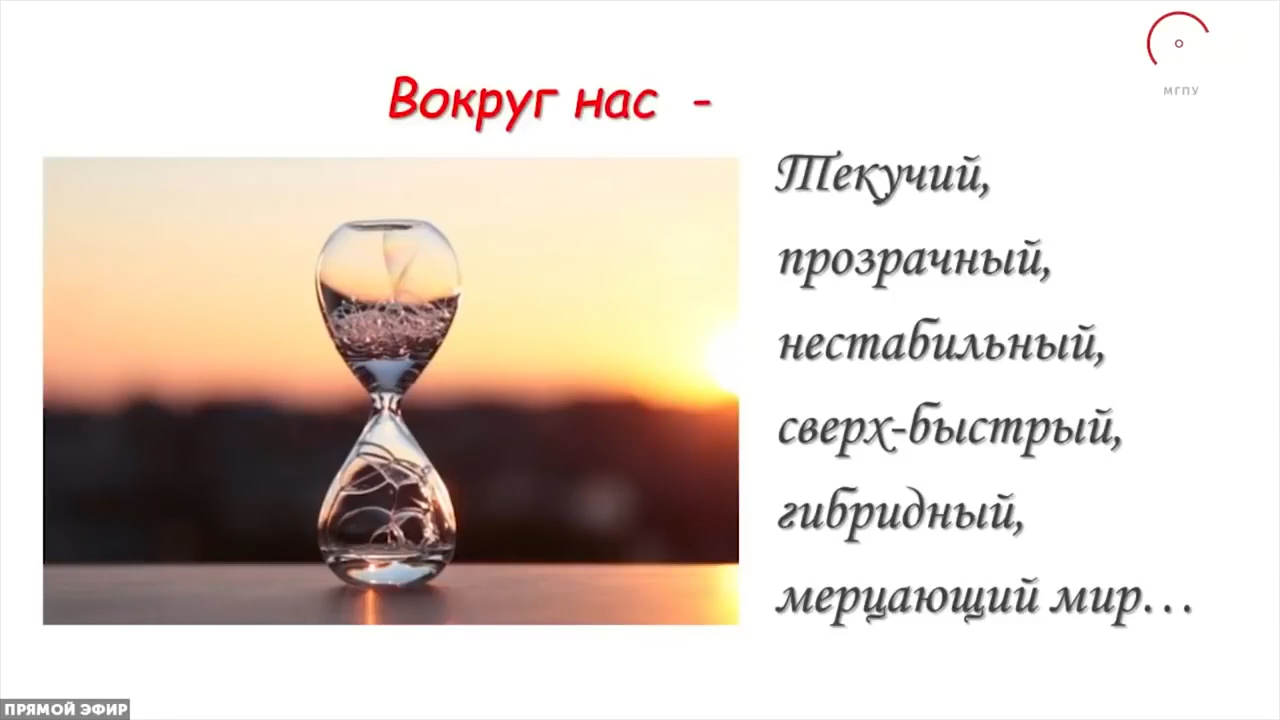 МГПУ
Вокруг нас -
Текучий,
прозрачный,
нестабильный,
сверх-быстрый,
гибридный,
мерцающий мир...
ПРЯМОЙ ЭФИР